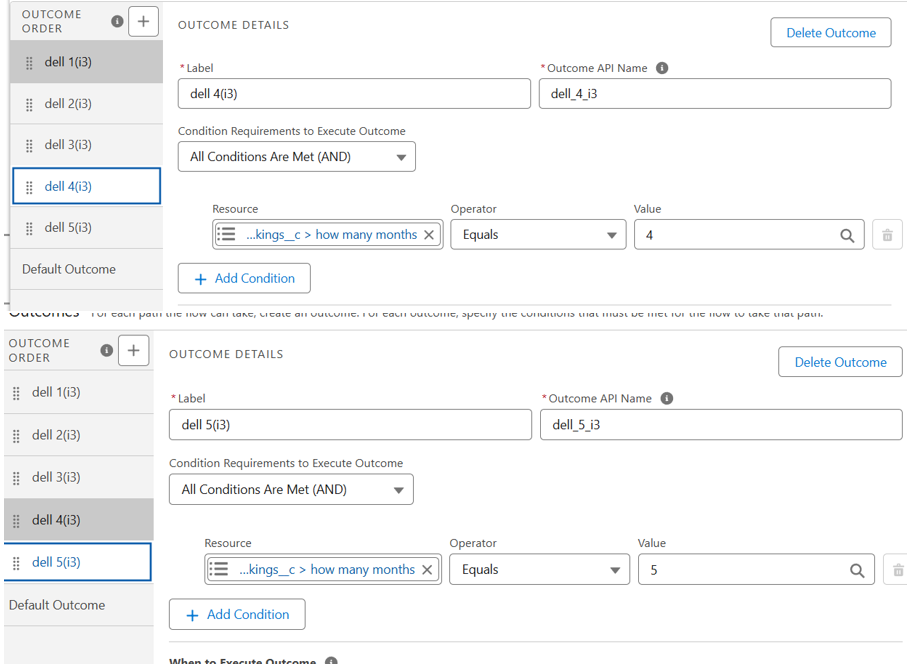 OUTCOME
ORDER
OUTCOME DETAILS
Delete Outcome
dell 1(i3)
dell 2(i3)
dell 3(i3)
dell 4(i3)
dell 5(i3)
Default Outcome
* Label
* Outcome API Name
dell 4(i3)
dell_4_i3
Condition Requirements to Execute Outcome
All Conditions Are Met (AND)
Resource
Operator
Value
...kings__c > how many months
Equals
4
Add Condition
Outcomes For each path the flow can take, create an outcome. For each outcome, specify the conditions that must be met for the flow to take that path.
OUTCOME
ORDER
OUTCOME DETAILS
Delete Outcome
dell 1(i3)
dell 2(i3)
dell 3(i3)
dell 4(i3)
dell 5(i3)
Default Outcome
* Label
* Outcome API Name
dell 5(i3)
dell_5_i3
Condition Requirements to Execute Outcome
All Conditions Are Met (AND)
Resource
Operator
Value
...kings__c > how many months
Equals
5
Add Condition
When to Execute Outcome